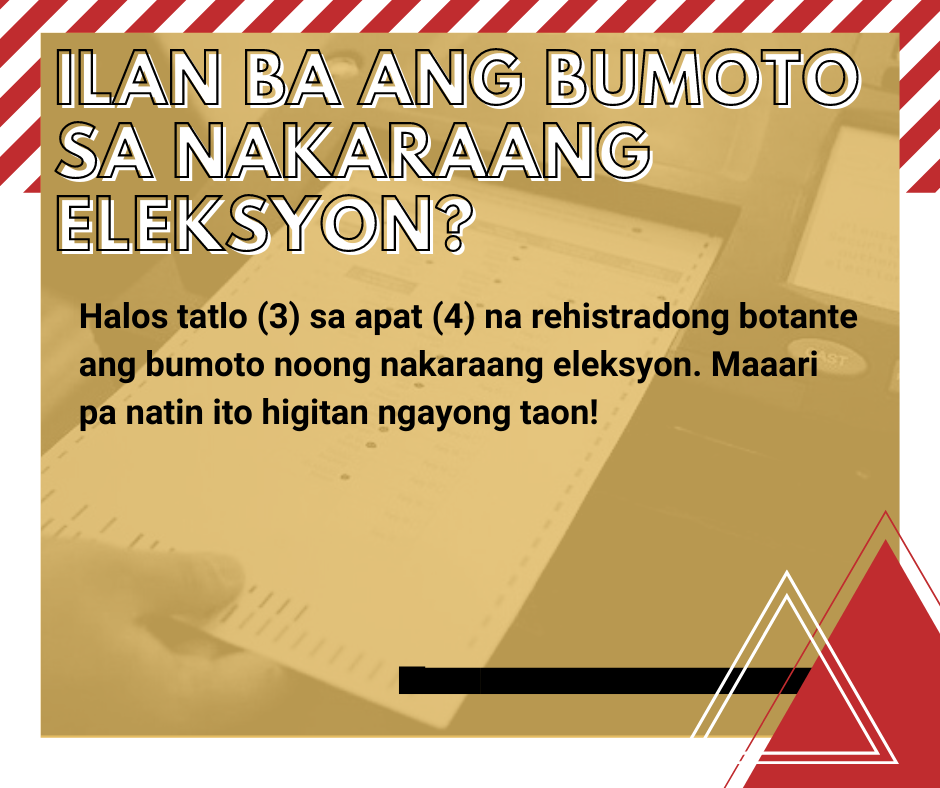 ILAN BA ANG BUMOTO
SA NAKARAANG
ELEKSYON?
Halos tatlo (3) sa apat (4) na rehistradong botante
ang bumoto noong nakaraang eleksyon. Maaari
pa natin ito higitan ngayong taon!